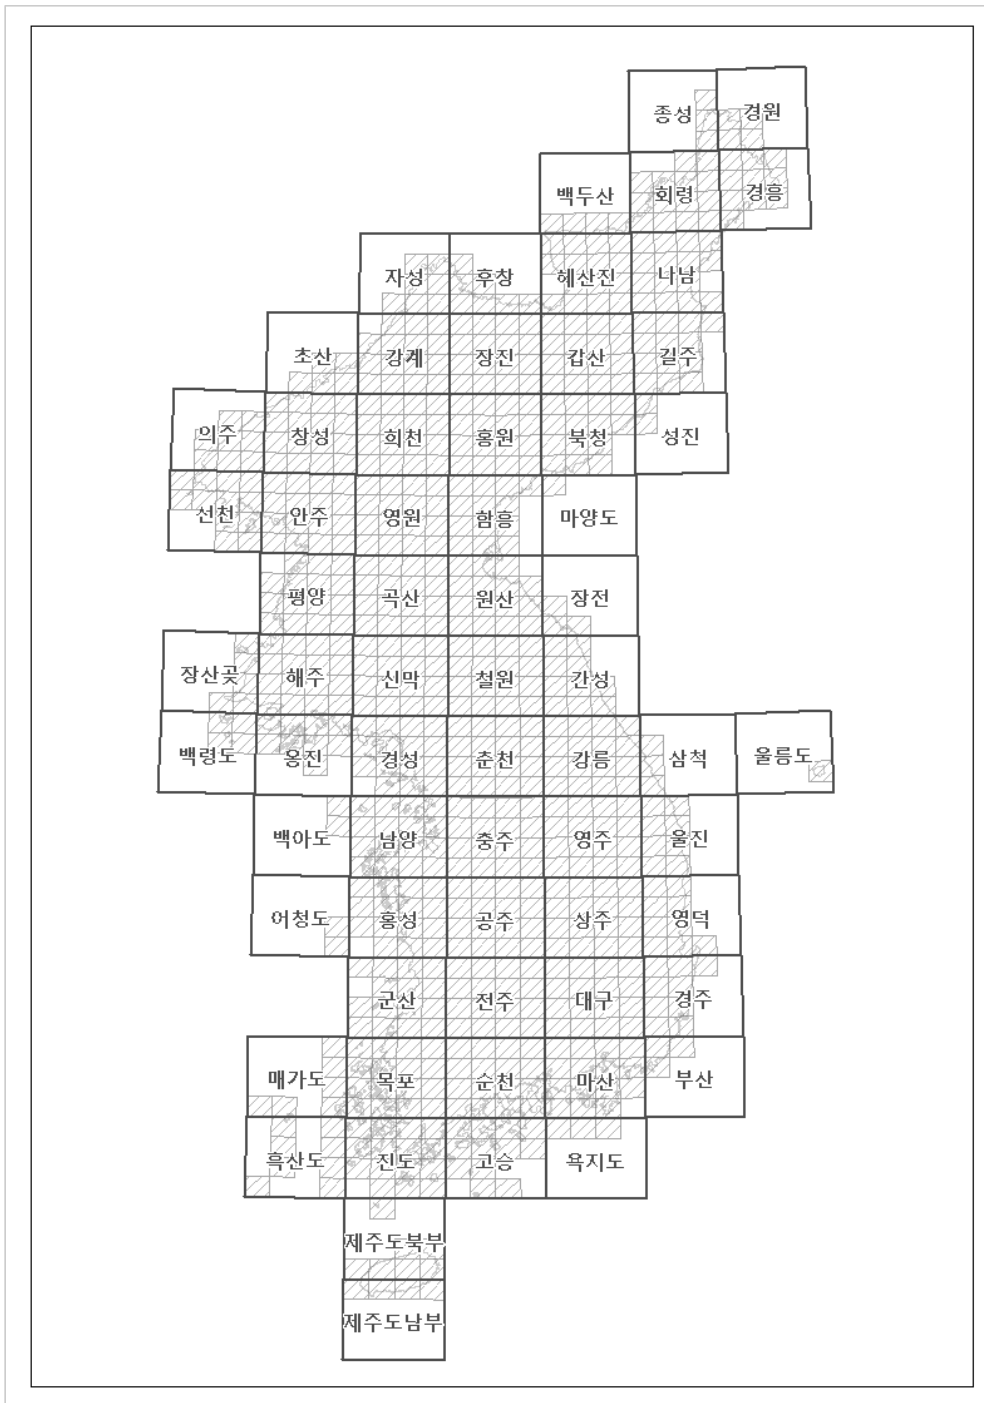 종성 경원
백두산 회령 경흥
자성 후창 혜산진 나남
초산 강계 장진 갑산 길주
의주 창성 희천 홍원 북청 성진
선천 안주 영원 함흥 마양도
평양 곡산 원산 장전
장산곶 해주 신막 철원 간성
백령도 옹진 경성 춘천 강릉 삼척 울릉도
백아도 남양 충주 영주 울진
어청도 홍성 공주 상주 영덕
군산 전주 대구 경주
매가도 목포 순천 마산 부산
흑산도 진도 고승 욕지도
제주도북부
제주도남부